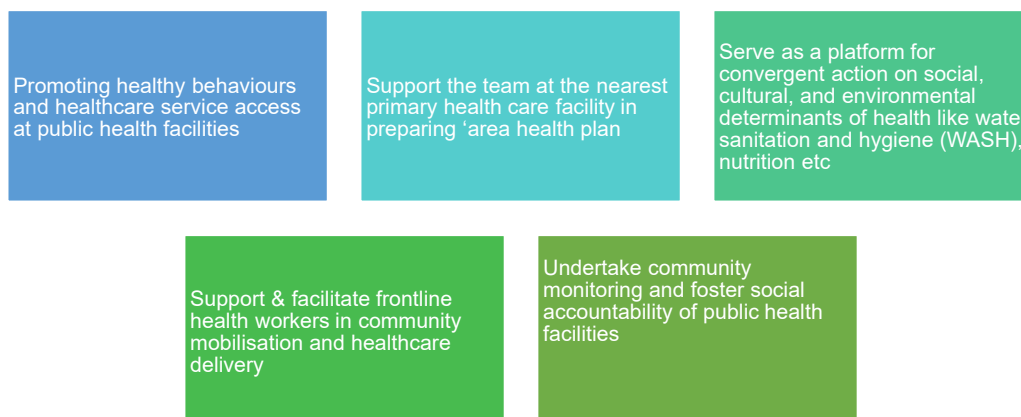 Promoting healthy behaviours
and healthcare service access
at public health facilities
Support the team at the nearest
primary health care facility in
preparing ‘area health plan
Serve as a platform for
convergent action on social,
cultural, and environmental
determinants of health like wate
sanitation and hygiene (WASH),
nutrition etc
Support & facilitate frontline
health workers in community
mobilisation and healthcare
delivery
Undertake community
monitoring and foster social
accountability of public health
facilities